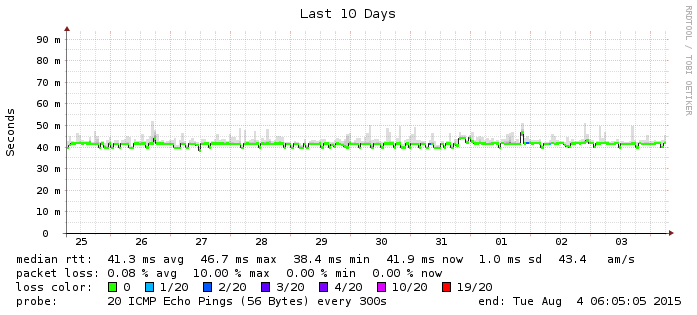 Last 10 Days
RRDTOOL / TOBI OETIKER
Seconds
90 m
80 m
70 m
60 m
50 m
40 m
30 m
20 m
10 m
0
25 26 27 28 29 30 31 01 02 03
median rtt: 41.3 ms avg 46.7 ms max 38.4 ms min 41.9 ms now 1.0 ms sd 43.4 am/s
packet loss: 0.08 % avg 10.00 % max 0.00 % min 0.00 % now
loss color: 0 1/20 2/20 3/20 4/20 10/20 19/20
probe: 20 ICMP Echo Pings (56 Bytes) every 300s end: Tue Aug 4 06:05:05 2015